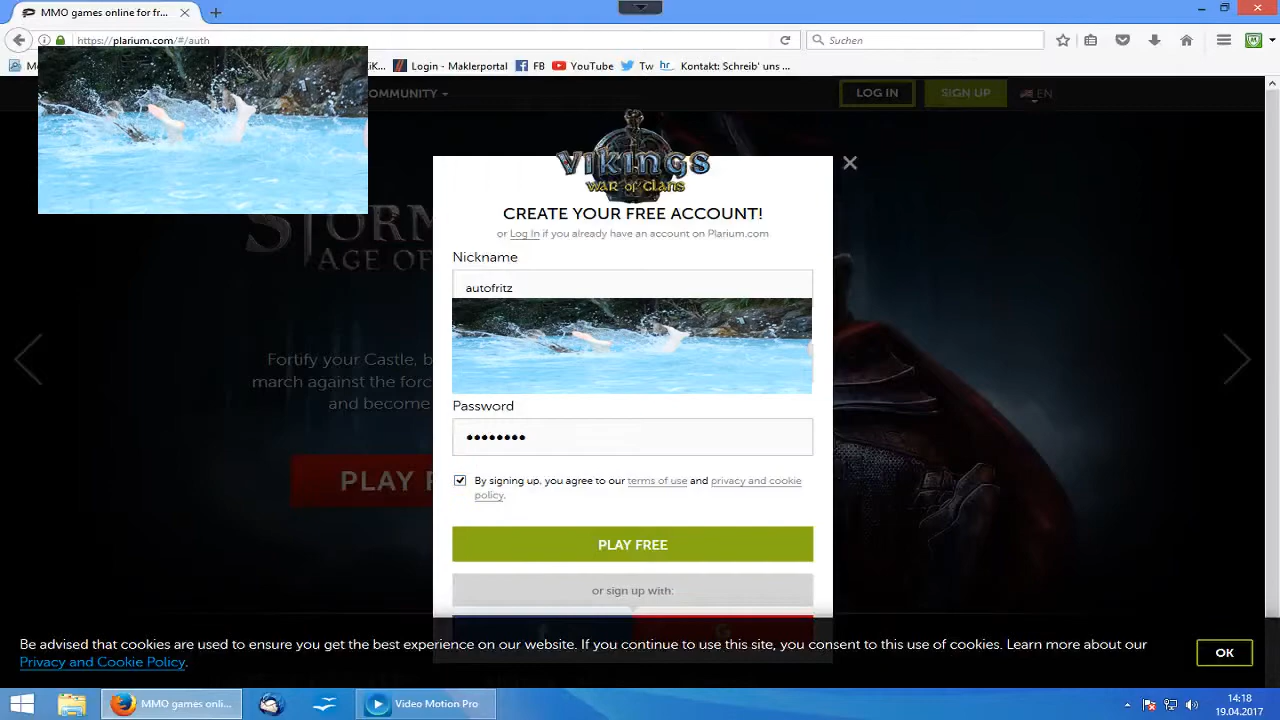 MMO games online for fr...
https://plarium.com/#/auth
Suchen
Login - Maklerportal
FB
YouTube
Tw
Kontakt: Schreib' uns ...
OMMUNITY
LOG IN
SIGN UP
EN
VIKINGS
WAR OF CLANS
CREATE YOUR FREE ACCOUNT!
or Log In if you already have an account on Plarium.com
Nickname
autofritz
STORM
AGE OF
Fortify your Castle, b
march against the forc
and become
PLAY F
Password
By signing up, you agree to our terms of use and privacy and cookie
policy.
PLAY FREE
or sign up with:
Be advised that cookies are used to ensure you get the best experience on our website. If you continue to use this site, you consent to this use of cookies. Learn more about our
Privacy and Cookie Policy.
OK
MMO games onli...
Video Motion Pro
14:18
19.04.2017